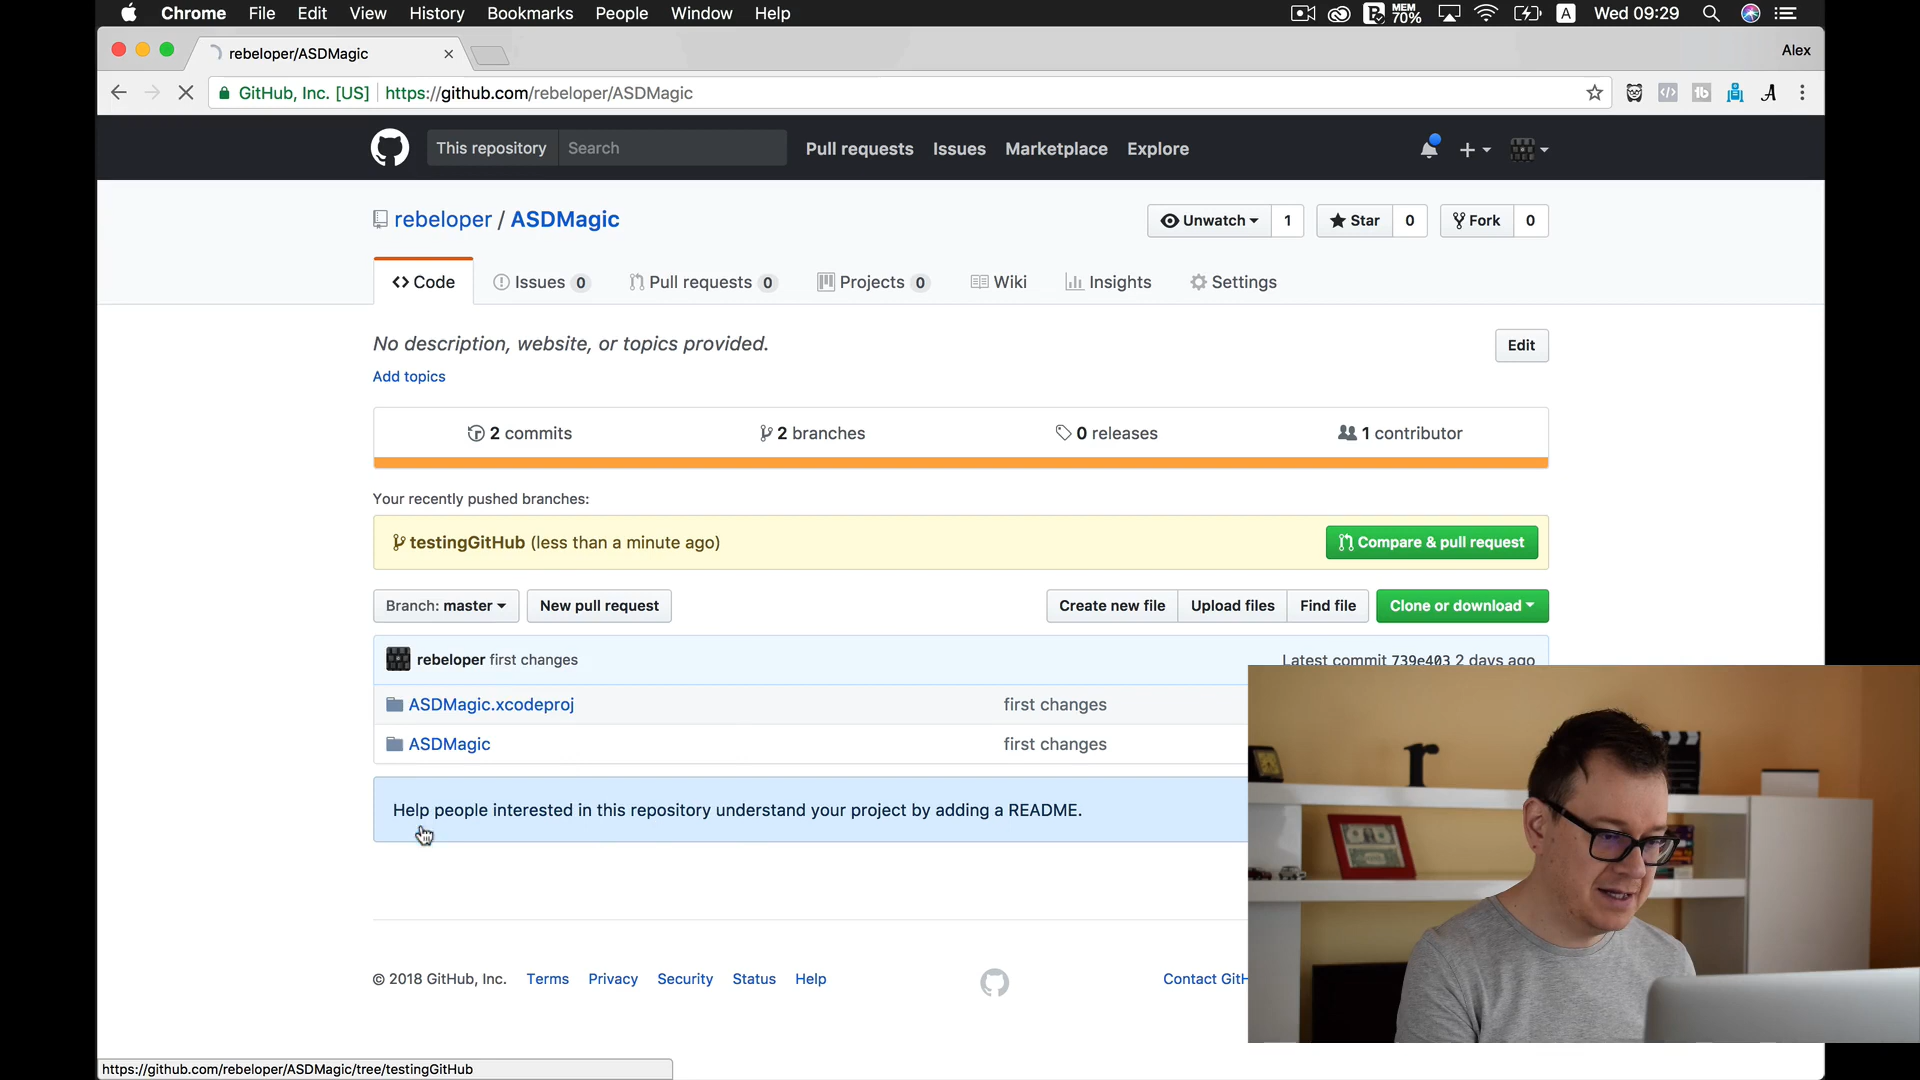 Chrome File Edit View History Bookmarks People Window Help MEM 70% A Wed 09:29
rebeloper/ASDMagic Alex
GitHub, Inc. [US] https://github.com/rebeloper/ASDMagic
This repository Search Pull requests Issues Marketplace Explore
rebeloper / ASDMagic Unwatch 1 Star 0 Fork 0
Code Issues 0 Pull requests 0 Projects 0 Wiki Insights Settings
No description, website, or topics provided. Edit
Add topics
2 commits 2 branches 0 releases 1 contributor
Your recently pushed branches:
testingGitHub (less than a minute ago) Compare & pull request
Branch: master New pull request Create new file Upload files Find file Clone or download
rebeloper first changes Latest commit 739e403 2 days ago
ASDMagic.xcodeproj first changes
ASDMagic first changes
Help people interested in this repository understand your project by adding a README.
r
© 2018 GitHub, Inc. Terms Privacy Security Status Help Contact GitH
https://github.com/rebeloper/ASDMagic/tree/testingGitHub